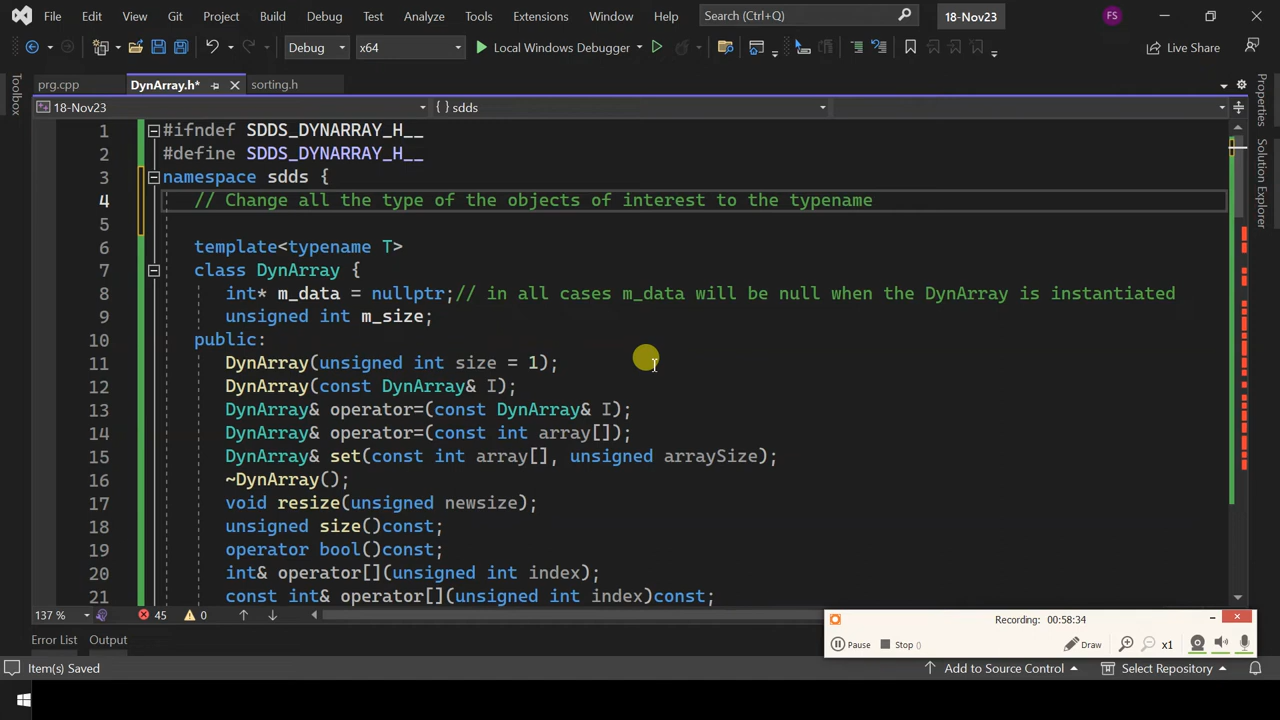 File Edit View Git Project Build Debug Test Analyze Tools Extensions Window Help Search (Ctrl+Q) 18-Nov23 FS
Debug x64 Local Windows Debugger Live Share
prg.cpp DynArray.h* sorting.h
18-Nov23 {} sdds
1 #ifndef SDDS_DYNARRAY_H__
2 #define SDDS_DYNARRAY_H__
3 namespace sdds {
4 // Change all the type of the objects of interest to the typename
5
6 template<typename T>
7 class DynArray {
8 int* m_data = nullptr;// in all cases m_data will be null when the DynArray is instantiated
9 unsigned int m_size;
10 public:
11 DynArray(unsigned int size = 1);
12 DynArray(const DynArray& I);
13 DynArray& operator=(const DynArray& I);
14 DynArray& operator=(const int array[]);
15 DynArray& set(const int array[], unsigned arraySize);
16 ~DynArray();
17 void resize(unsigned newsize);
18 unsigned size()const;
19 operator bool()const;
20 int& operator[](unsigned int index);
21 const int& operator[](unsigned int index)const;
Toolbox
Properties
Solution Explorer
137 % 45 0
Recording: 00:58:34
Pause Stop () Draw x1
Error List Output
Item(s) Saved Add to Source Control Select Repository